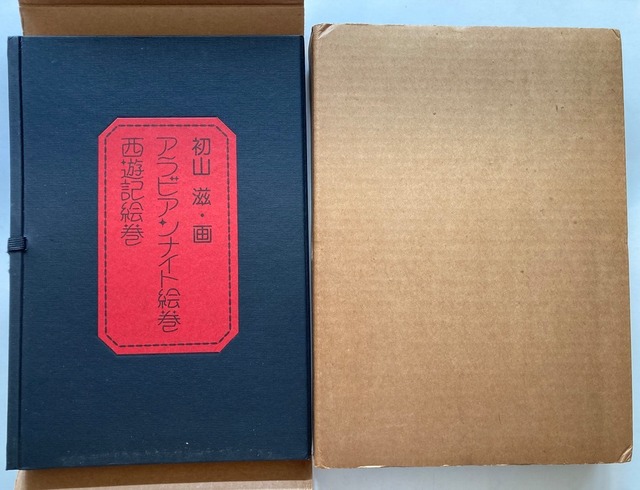 初山 滋・画
アラビアンナイト絵巻
西遊記絵巻